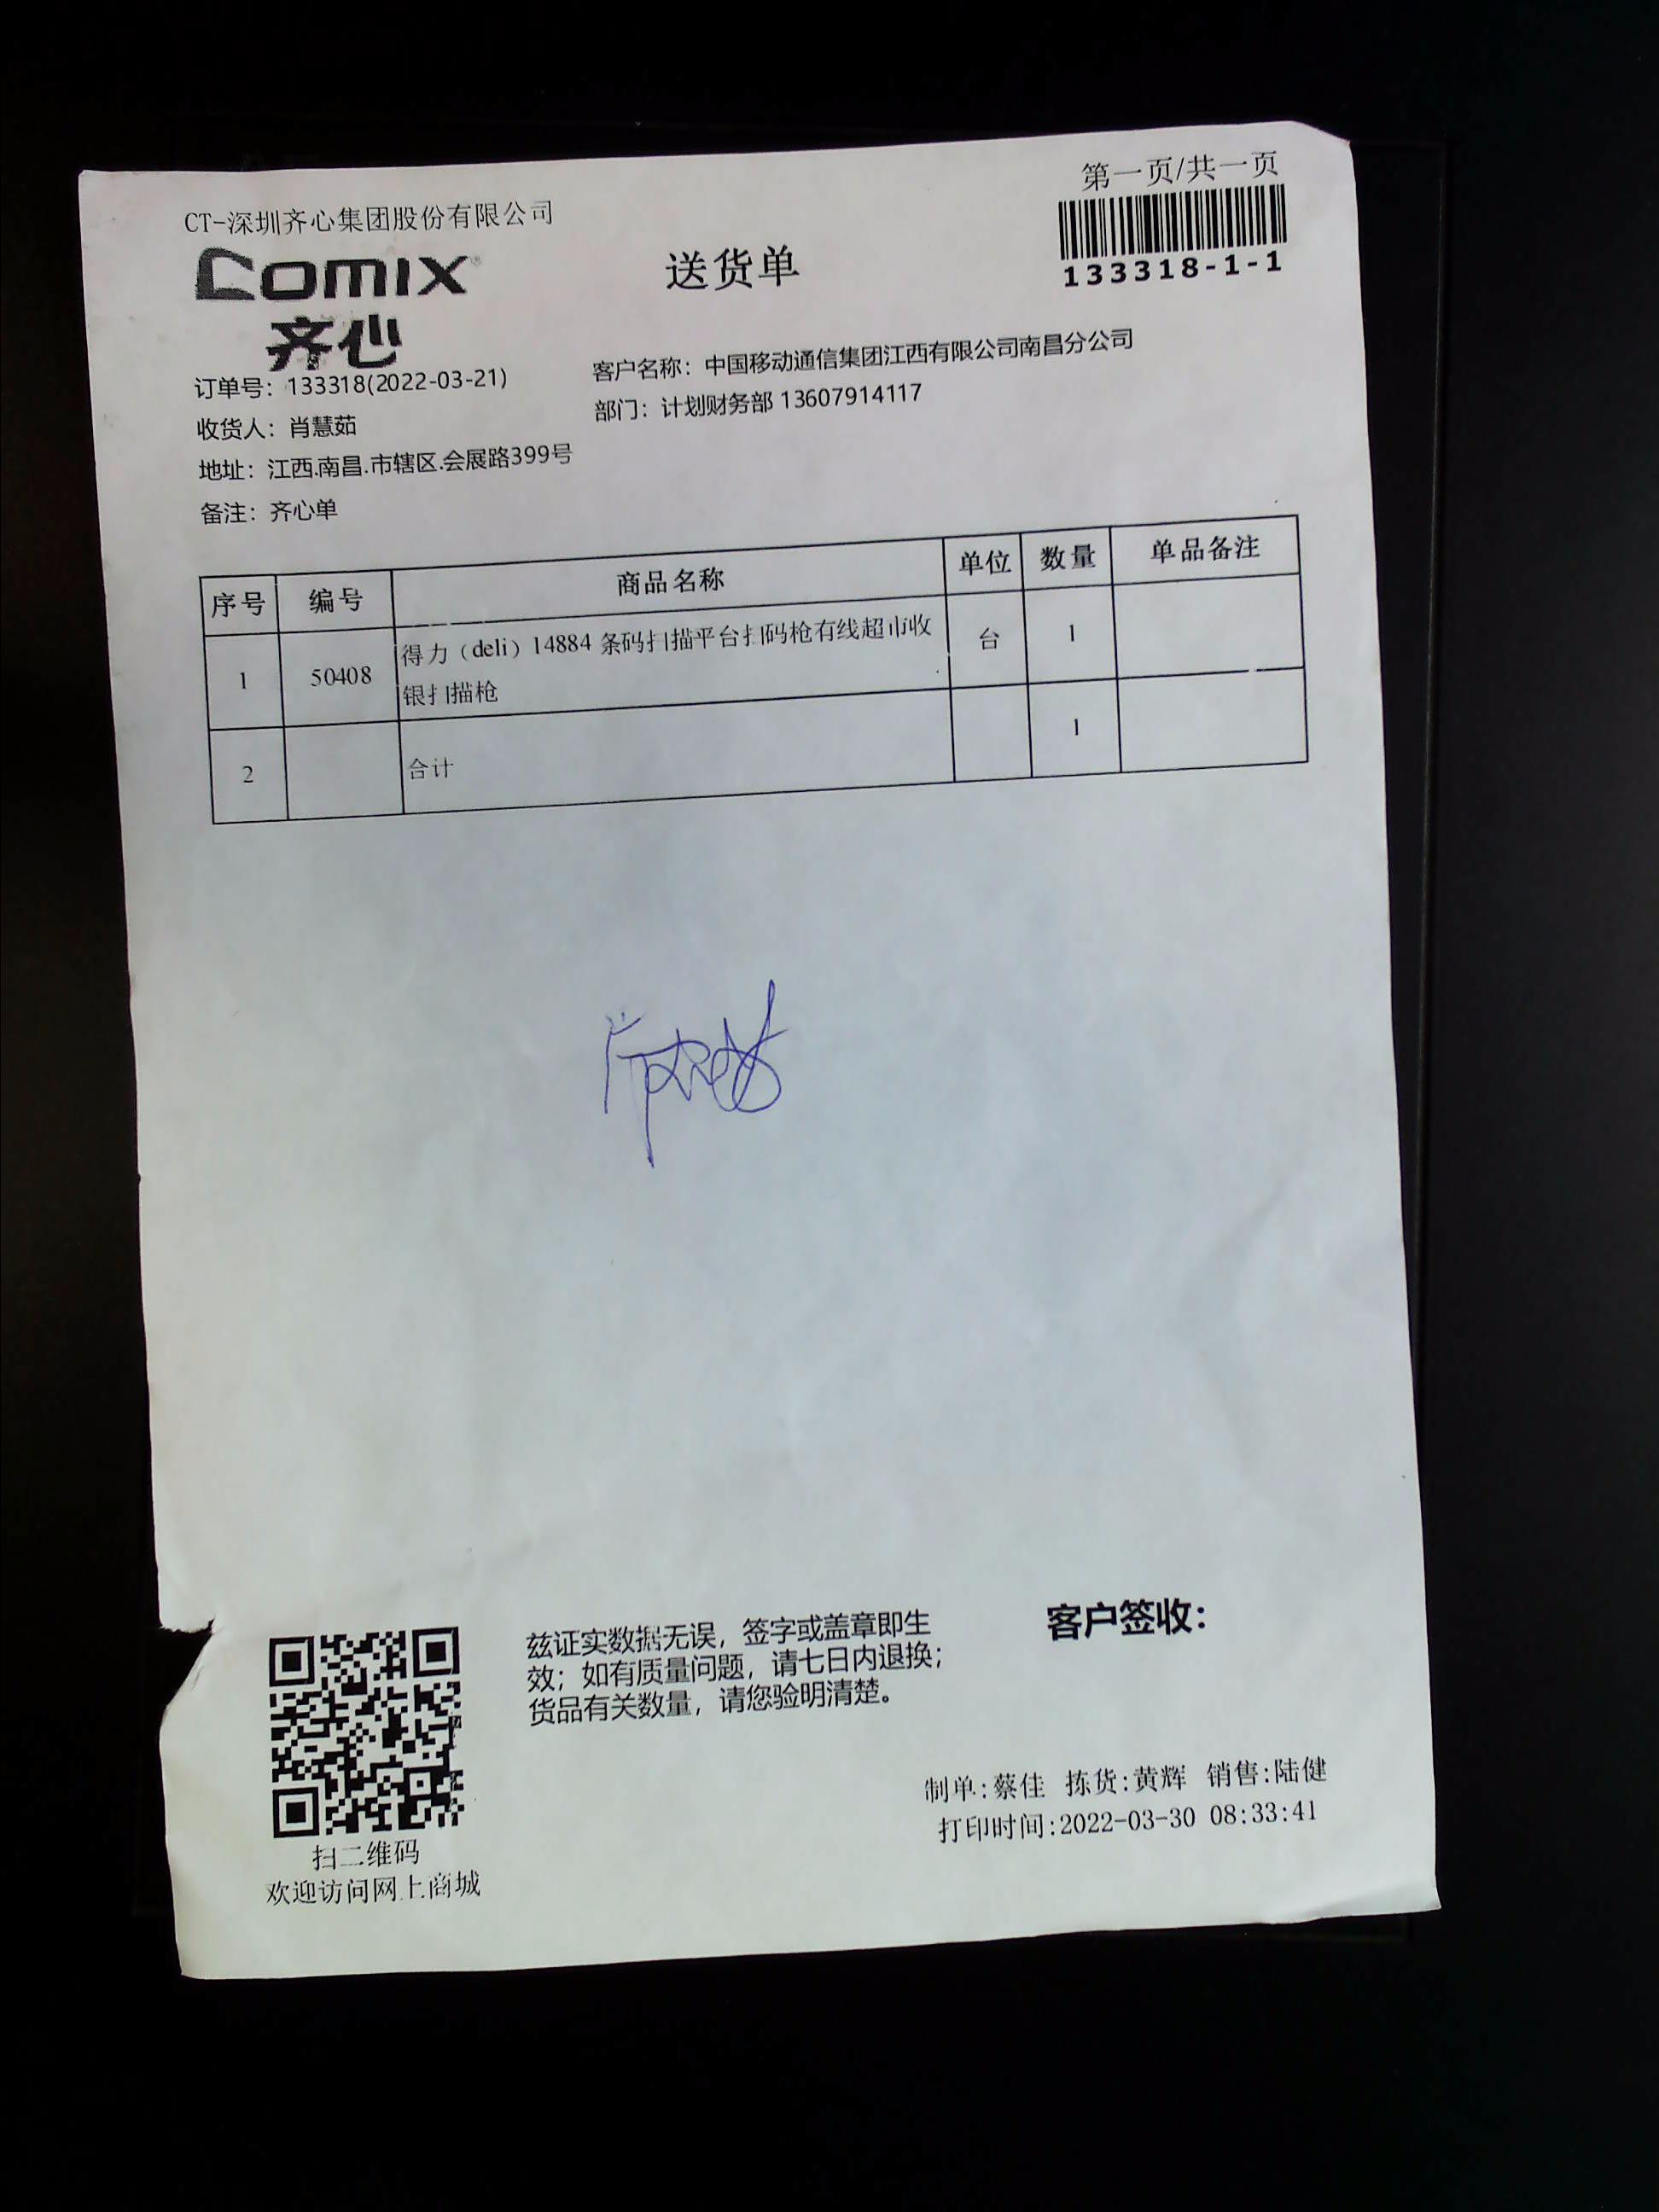 第一页/共一页
CT-深圳齐心集团股份有限公司
COMIX
齐心
送货单
133318-1-1
订单号：133318(2022-03-21)
客户名称：中国移动通信集团江西有限公司南昌分公司
收货人：肖慧茹
部门：计划财务部 13607914117
地址：江西.南昌.市辖区.会展路399号
备注：齐心单
序号 编号 商品名称 单位 数量 单品备注
1 50408 得力（deli）14884 条码扫描平台扫码枪有线超市收 台 1
银扫描枪
2 合计 1
兹证实数据无误，签字或盖章即生
效；如有质量问题，请七日内退换；
货品有关数量，请您验明清楚。
客户签收：
制单:蔡佳 拣货:黄辉 销售:陆健
打印时间:2022-03-30 08:33:41
扫二维码
欢迎访问网上商城